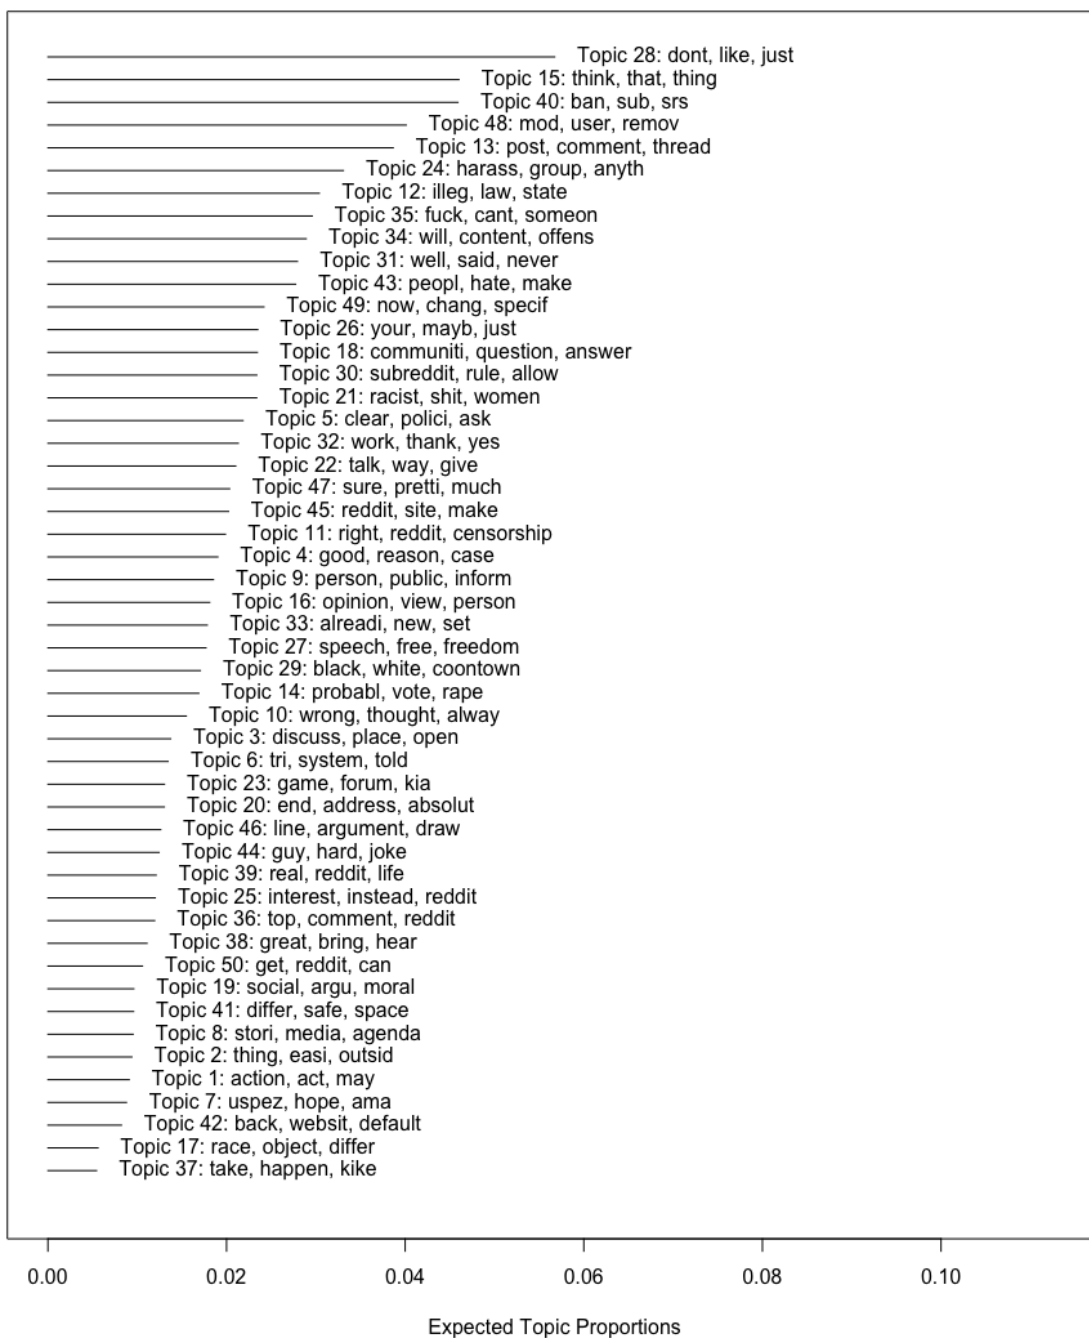 Topic 28: dont, like, just
Topic 15: think, that, thing
Topic 40: ban, sub, srs
Topic 48: mod, user, remov
Topic 13: post, comment, thread
Topic 24: harass, group, anyth
Topic 12: illeg, law, state
Topic 35: fuck, cant, someon
Topic 34: will, content, offens
Topic 31: well, said, never
Topic 43: peopl, hate, make
Topic 49: now, chang, specif
Topic 26: your, mayb, just
Topic 18: communiti, question, answer
Topic 30: subreddit, rule, allow
Topic 21: racist, shit, women
Topic 5: clear, polici, ask
Topic 32: work, thank, yes
Topic 22: talk, way, give
Topic 47: sure, pretti, much
Topic 45: reddit, site, make
Topic 11: right, reddit, censorship
Topic 4: good, reason, case
Topic 9: person, public, inform
Topic 16: opinion, view, person
Topic 33: alreadi, new, set
Topic 27: speech, free, freedom
Topic 29: black, white, coontown
Topic 14: probabl, vote, rape
Topic 10: wrong, thought, alway
Topic 3: discuss, place, open
Topic 6: tri, system, told
Topic 23: game, forum, kia
Topic 20: end, address, absolut
Topic 46: line, argument, draw
Topic 44: guy, hard, joke
Topic 39: real, reddit, life
Topic 25: interest, instead, reddit
Topic 36: top, comment, reddit
Topic 38: great, bring, hear
Topic 50: get, reddit, can
Topic 19: social, argu, moral
Topic 41: differ, safe, space
Topic 8: stori, media, agenda
Topic 2: thing, easi, outsid
Topic 1: action, act, may
Topic 7: uspez, hope, ama
Topic 42: back, websit, default
Topic 17: race, object, differ
Topic 37: take, happen, kike
0.00 0.02 0.04 0.06 0.08 0.10
Expected Topic Proportions